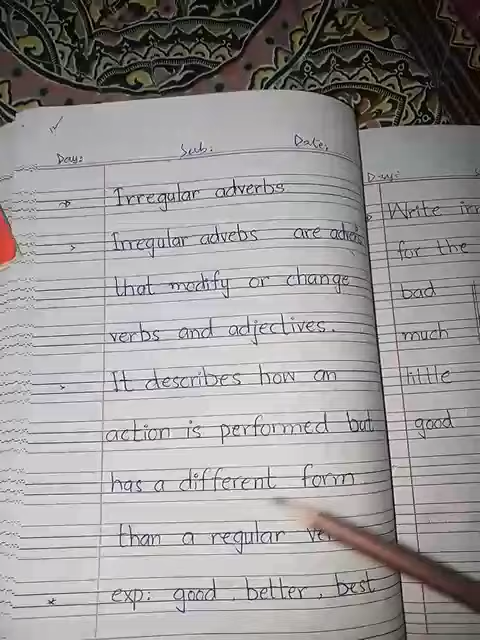 Day: Sub: Date:
Irregular adverbs
Irregular advebs are
that modify or change
verbs and adjectives.
It describes how an
action is performed but
has a different form
than a regular
exp: good, better, best
Day:
Write
for the
bad
much
little
good